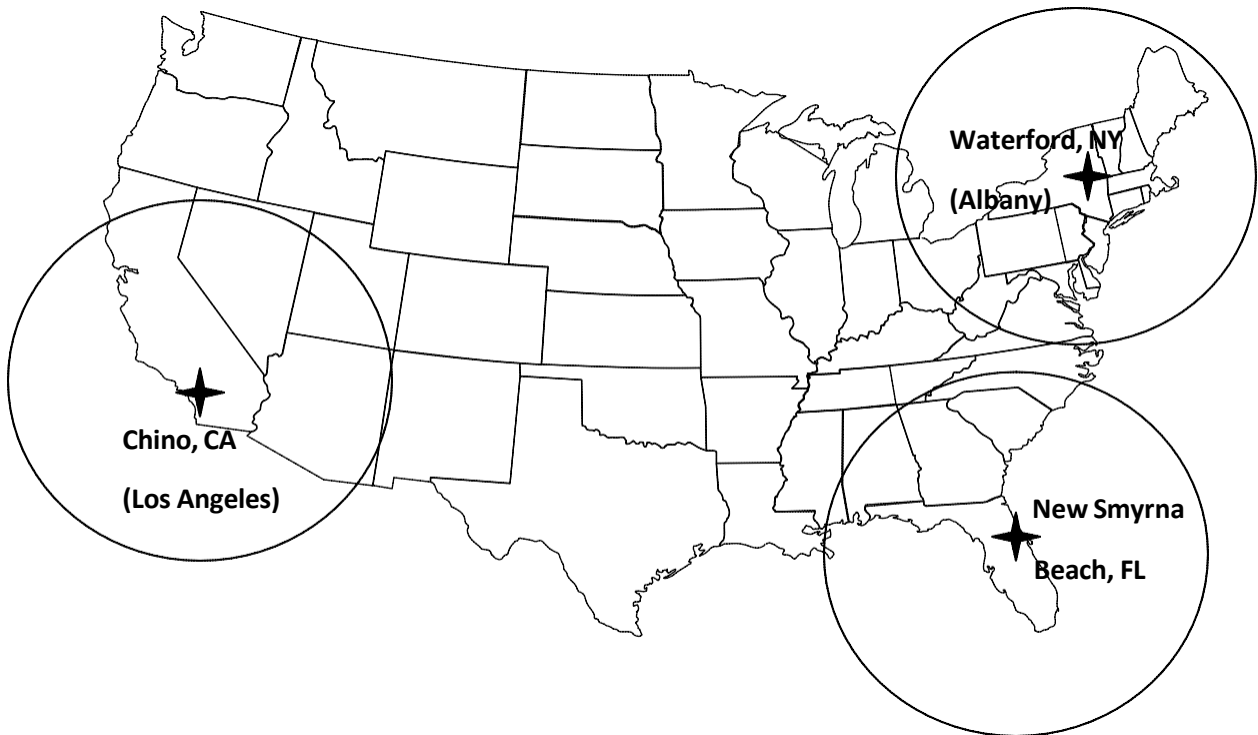 Waterford, NY
(Albany)
Chino, CA
(Los Angeles)
New Smyrna
Beach, FL